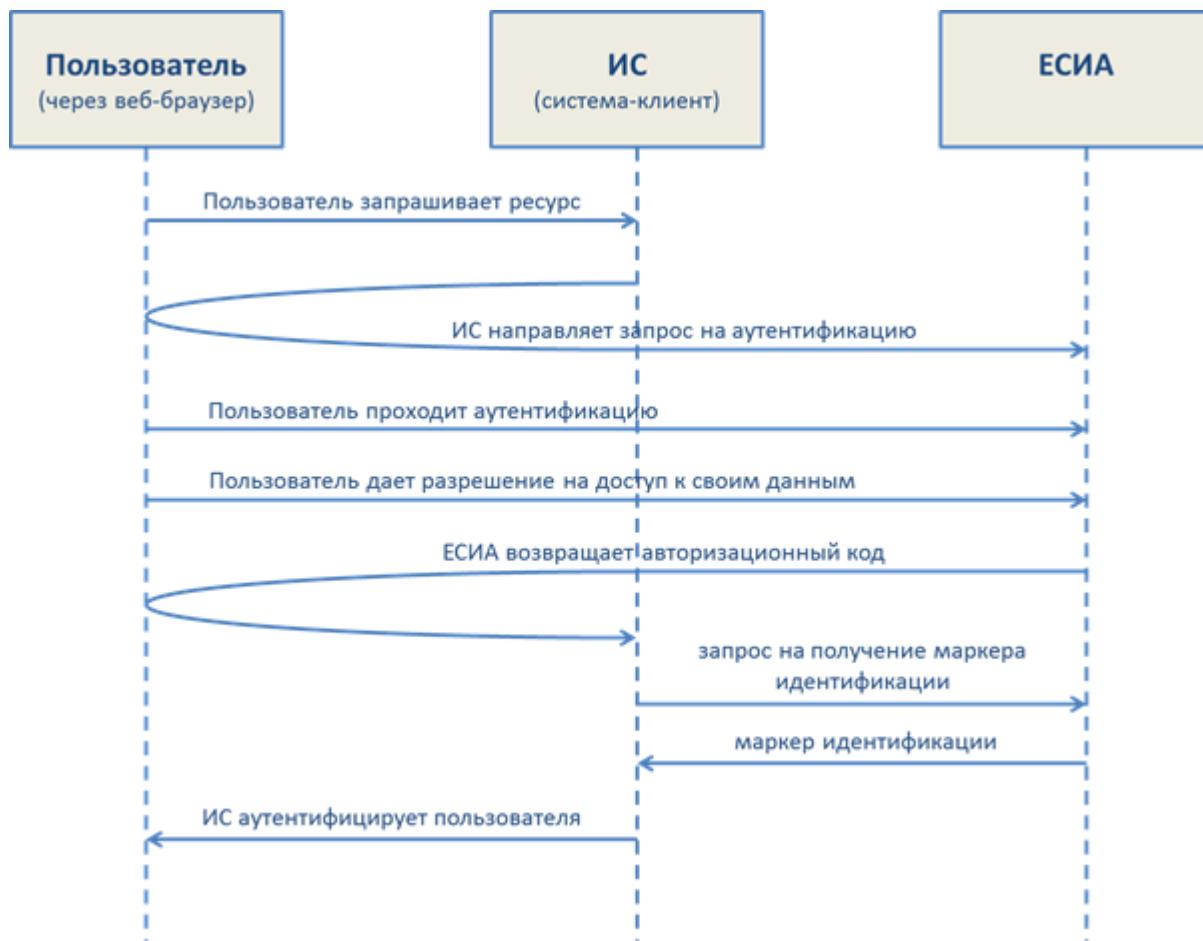 Пользователь
(через веб-браузер)
ИС
(система-клиент)
ЕСИА
Пользователь запрашивает ресурс
ИС направляет запрос на аутентификацию
Пользователь проходит аутентификацию
Пользователь дает разрешение на доступ к своим данным
ЕСИА возвращает авторизационный код
запрос на получение маркера
идентификации
маркер идентификации
ИС аутентифицирует пользователя